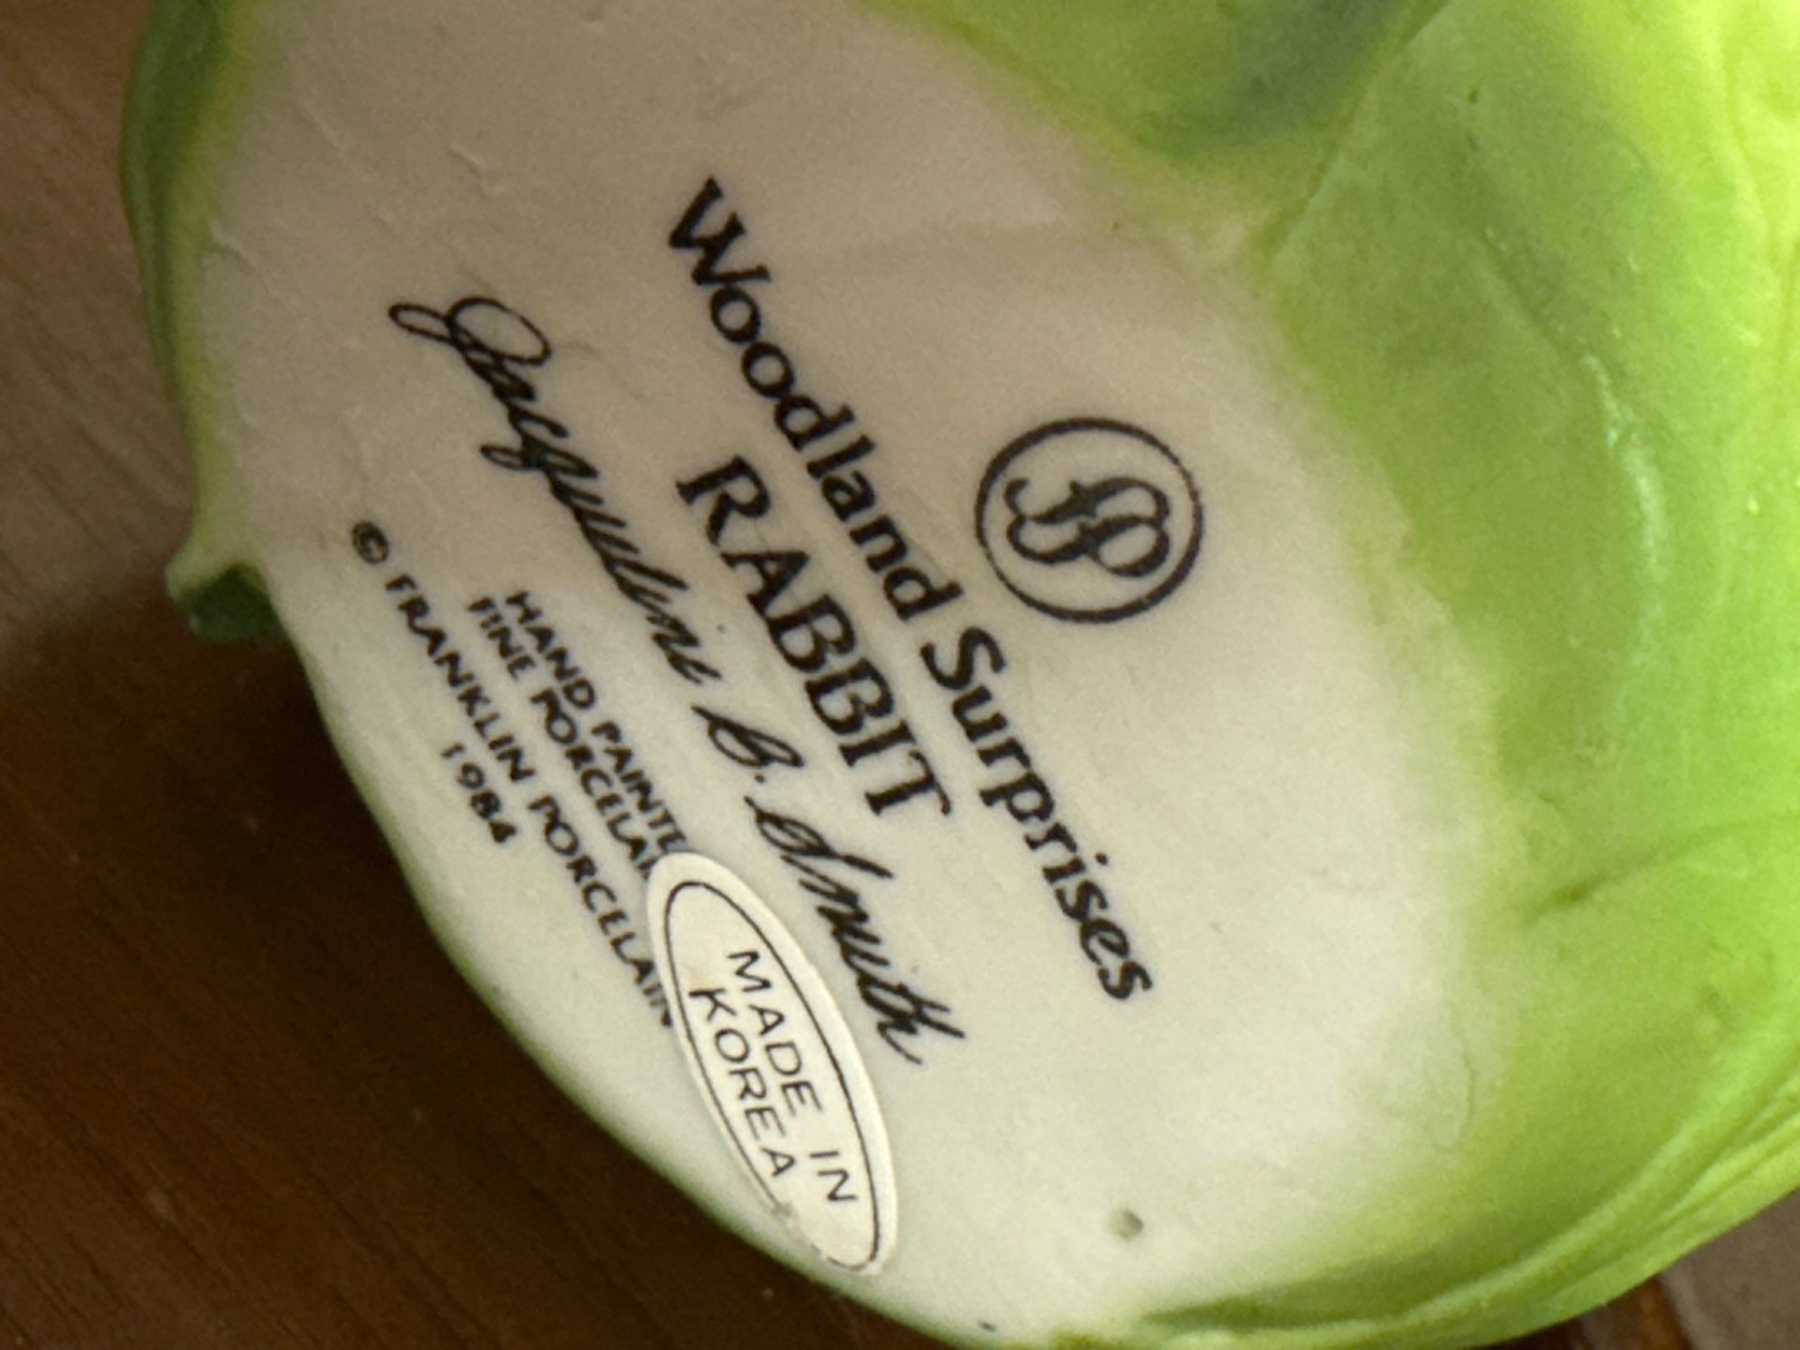 FP
Woodland Surprises
RABBIT
Jacqueline B. Smith
HAND PAINTE
FINE PORCELAI
© FRANKLIN PORCELAIN
1984
MADE IN
KOREA